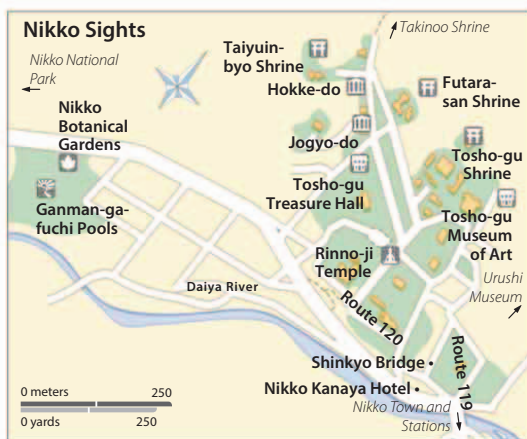 Nikko Sights
Takinoo Shrine
Nikko National
Park
Taiyuin-
byo Shrine
Hokke-do
Futara-
san Shrine
Nikko
Botanical
Gardens
Jogyo-do
Tosho-gu
Shrine
Tosho-gu
Treasure Hall
Ganman-ga-
fuchi Pools
Tosho-gu
Museum
of Art
Rinno-ji
Temple
Urushi
Museum
Daiya River
Route 120
Shinkyo Bridge
Route 119
Nikko Kanaya Hotel
Nikko Town and
Stations
0 meters 250
0 yards 250